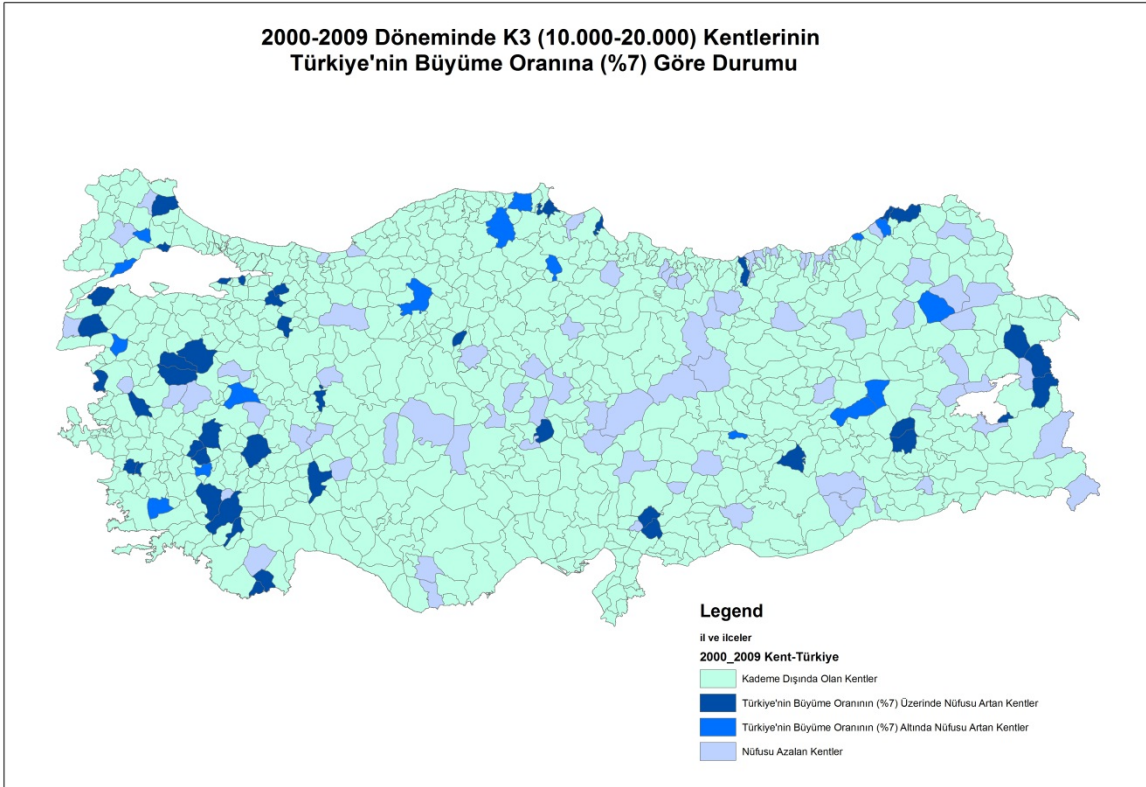 2000-2009 Döneminde K3 (10.000-20.000) Kentlerinin
Türkiye'nin Büyüme Oranına (%7) Göre Durumu
Legend
il ve ilceler
2000_2009 Kent-Türkiye
Kademe Dışında Olan Kentler
Türkiye'nin Büyüme Oranının (%7) Üzerinde Nüfusu Artan Kentler
Türkiye'nin Büyüme Oranının (%7) Altında Nüfusu Artan Kentler
Nüfusu Azalan Kentler